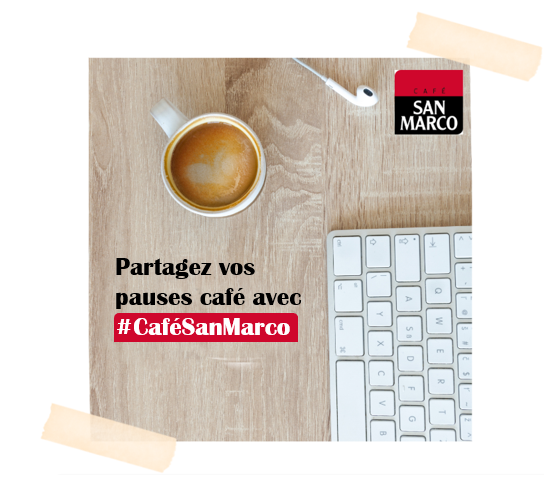 CAFÉ
SAN
MARCO
Partagez vos
pauses café avec
#CaféSanMarco